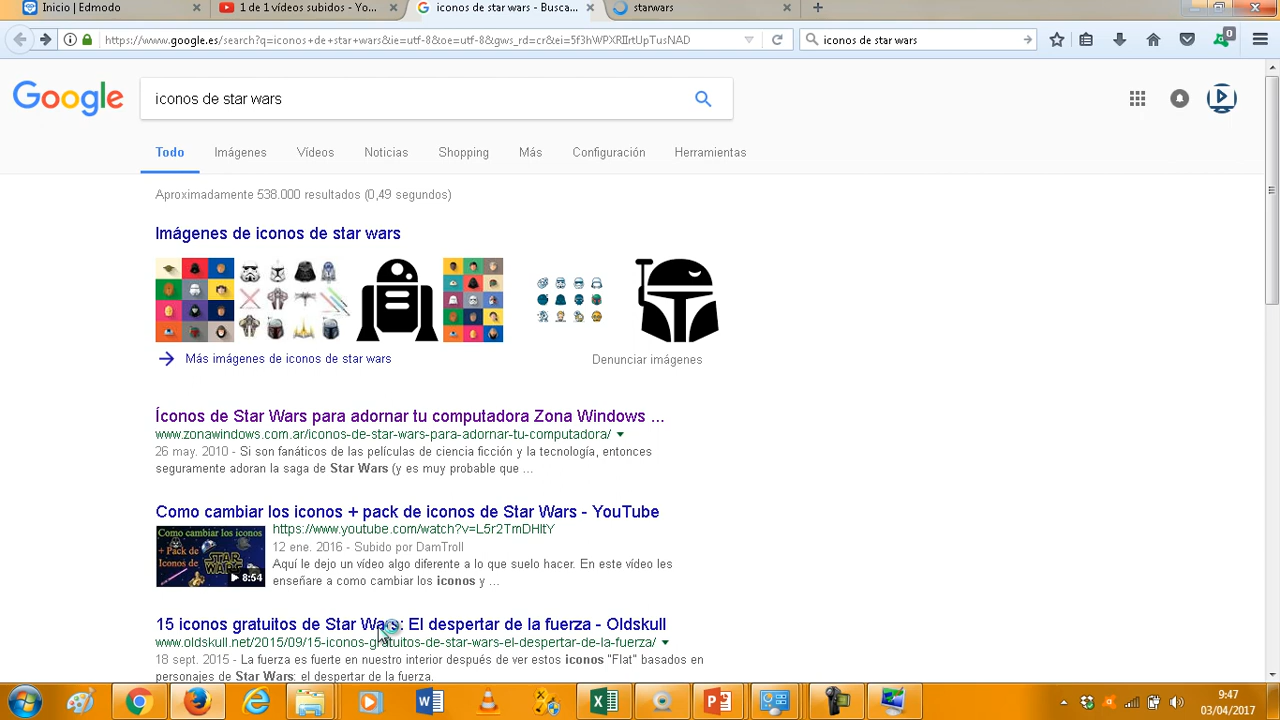 Inicio | Edmodo
1 de 1 vídeos subidos - Yo...
iconos de star wars - Busca...
starwars
https://www.google.es/search?q=iconos+de+star+wars&ie=utf-8&oe=utf-8&gws_rd=cr&ei=5f3hWPXRIIrtUpTusNAD
iconos de star wars
0
Google
iconos de star wars
Todo
Imágenes
Vídeos
Noticias
Shopping
Más
Configuración
Herramientas
Aproximadamente 538.000 resultados (0,49 segundos)
Imágenes de iconos de star wars
Más imágenes de iconos de star wars
Denunciar imágenes
Íconos de Star Wars para adornar tu computadora Zona Windows ...
www.zonawindows.com.ar/iconos-de-star-wars-para-adornar-tu-computadora/
26 may. 2010 - Si son fanáticos de las películas de ciencia ficción y la tecnología, entonces
seguramente adoran la saga de Star Wars (y es muy probable que ...
Como cambiar los iconos + pack de iconos de Star Wars - YouTube
https://www.youtube.com/watch?v=L5r2TmDHltY
Como cambiar los iconos
+ Pack de
Iconos de
STAR WARS
8:54
12 ene. 2016 - Subido por DamTroll
Aquí le dejo un vídeo algo diferente a lo que suelo hacer. En este vídeo les
enseñare a como cambiar los iconos y ...
15 iconos gratuitos de Star Wars: El despertar de la fuerza - Oldskull
www.oldskull.net/2015/09/15-iconos-gratuitos-de-star-wars-el-despertar-de-la-fuerza/
18 sept. 2015 - La fuerza es fuerte en nuestro interior después de ver estos iconos "Flat" basados en
personajes de Star Wars: el despertar de la fuerza.
9:47
03/04/2017